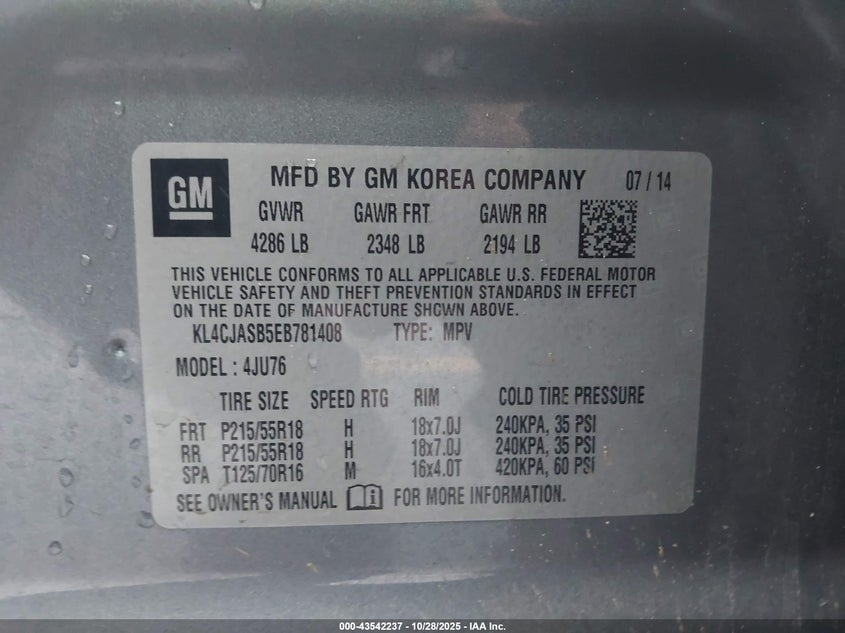 GM
MFD BY GM KOREA COMPANY 07 / 14
GVWR GAWR FRT GAWR RR
4286 LB 2348 LB 2194 LB
THIS VEHICLE CONFORMS TO ALL APPLICABLE U.S. FEDERAL MOTOR
VEHICLE SAFETY AND THEFT PREVENTION STANDARDS IN EFFECT
ON THE DATE OF MANUFACTURE SHOWN ABOVE.
KL4CJASB5EB781408 TYPE: MPV
MODEL : 4JU76
TIRE SIZE SPEED RTG RIM COLD TIRE PRESSURE
FRT P215/55R18 H 18x7.0J 240KPA, 35 PSI
RR P215/55R18 H 18x7.0J 240KPA, 35 PSI
SPA T125/70R16 M 16x4.0T 420KPA, 60 PSI
SEE OWNER'S MANUAL FOR MORE INFORMATION.
000-43542237 - 10/28/2025 - IAA Inc.